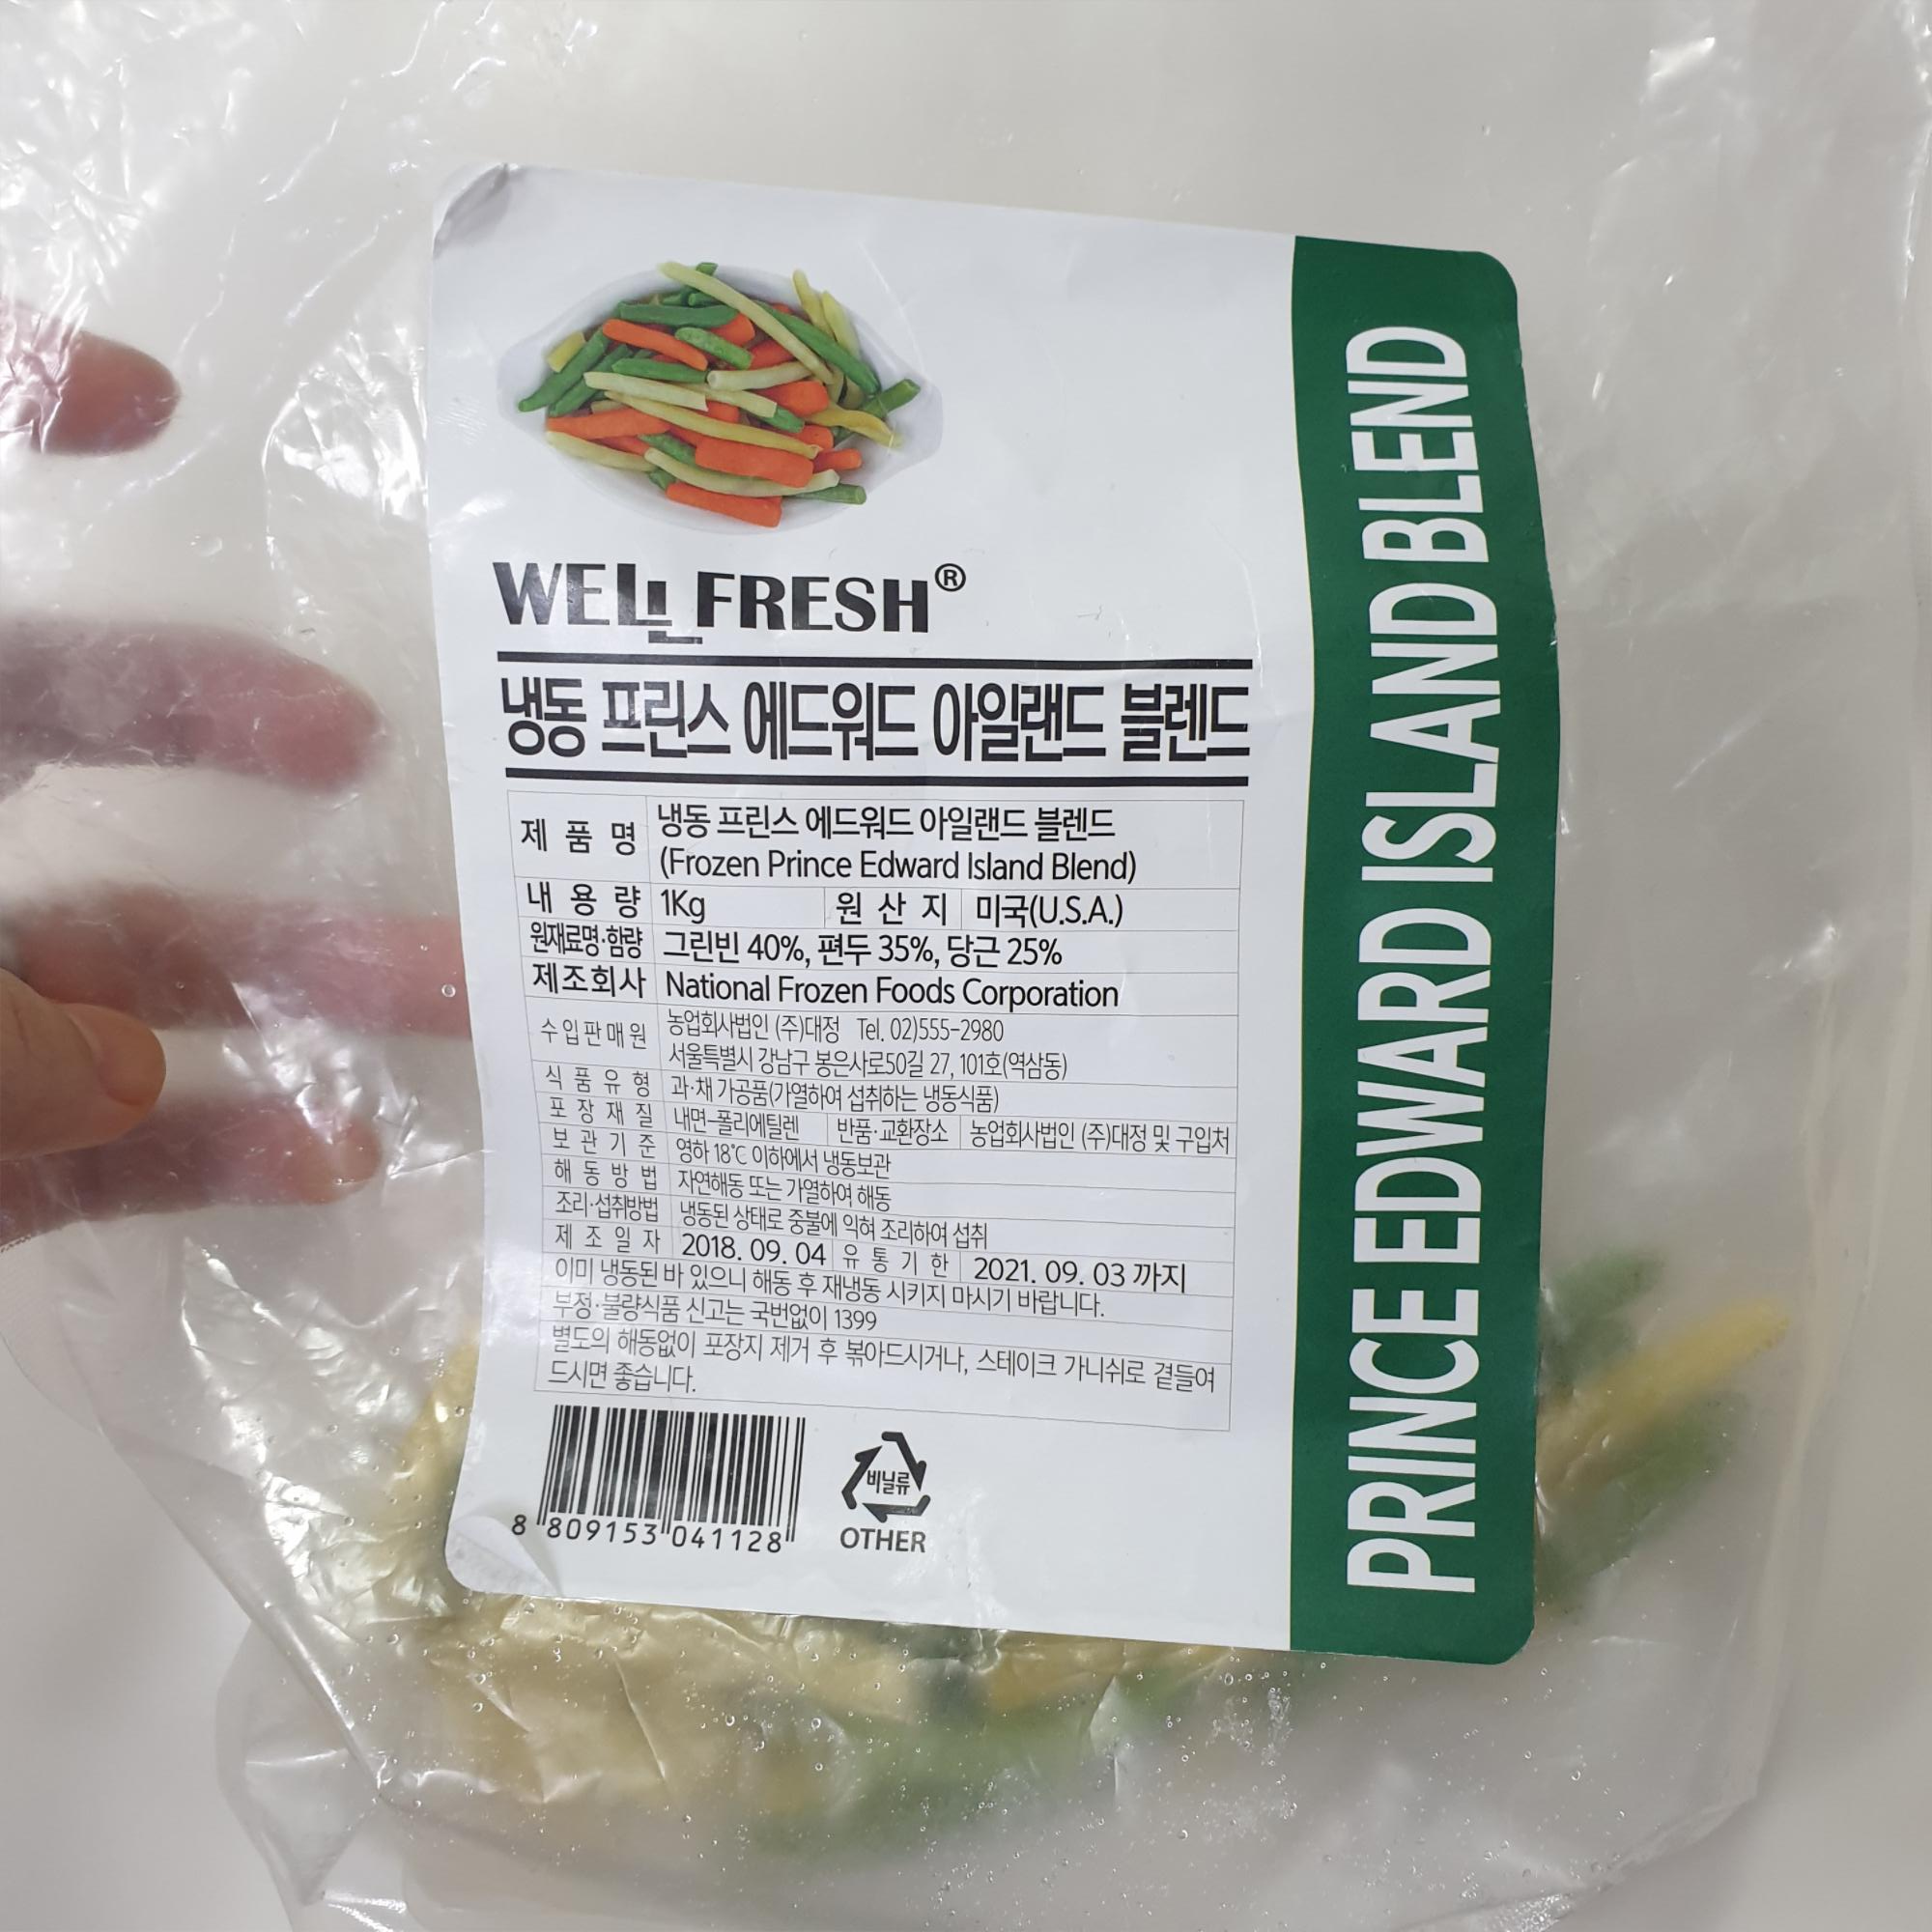 WELLFRESH®
냉동 프린스 에드워드 아일랜드 블렌드
제품명 냉동 프린스 에드워드 아일랜드 블렌드
(Frozen Prince Edward Island Blend)
내용량 1Kg 원산지 미국(U.S.A.)
원재료명·함량 그린빈 40%, 편두 35%, 당근 25%
제조회사 National Frozen Foods Corporation
수입판매원 농업회사법인 (주)대정 Tel. 02)555-2980
서울특별시 강남구 봉은사로50길 27, 101호(역삼동)
식품유형 과·채 가공품(가열하여 섭취하는 냉동식품)
포장재질 내면-폴리에틸렌 반품·교환장소 농업회사법인 (주)대정 및 구입처
보관기준 영하 18℃ 이하에서 냉동보관
해동방법 자연해동 또는 가열하여 해동
조리·섭취방법 냉동된 상태로 중불에 익혀 조리하여 섭취
제조일자 2018. 09. 04 유통기한 2021. 09. 03 까지
이미 냉동된 바 있으니 해동 후 재냉동 시키지 마시기 바랍니다.
부정·불량식품 신고는 국번없이 1399
별도의 해동없이 포장지 제거 후 볶아드시거나, 스테이크 가니쉬로 곁들여
드시면 좋습니다.
8 809153 041128
비닐류
OTHER
PRINCE EDWARD ISLAND BLEND